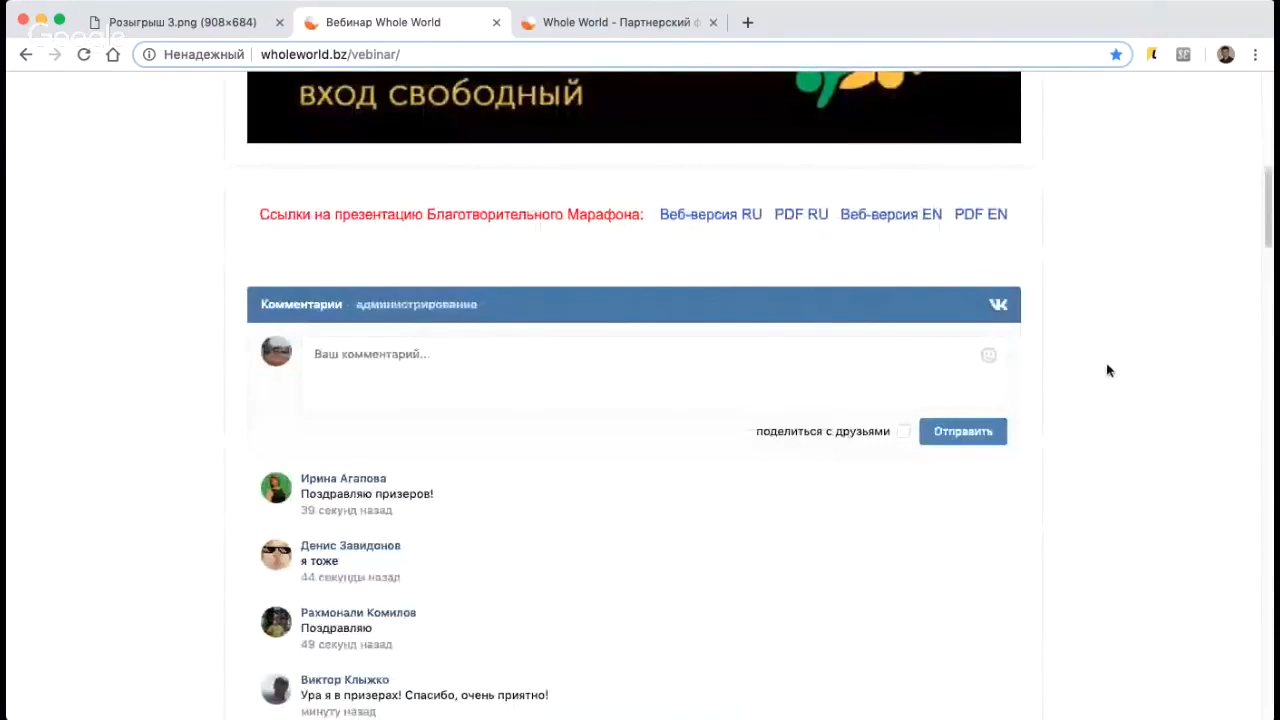 Розыгрыш 3.png (908×684)
Вебинар Whole World
Whole World - Партнерский ф
Google
Ненадежный
wholeworld.bz/vebinar/
ВХОД СВОБОДНЫЙ
Ссылки на презентацию Благотворительного Марафона: Веб-версия RU PDF RU Веб-версия EN PDF EN
Комментарии администрирование
Ваш комментарий...
поделиться с друзьями Отправить
Ирина Агапова
Поздравляю призеров!
39 секунд назад
Денис Завидонов
я тоже
44 секунды назад
Рахмонали Комилов
Поздравляю
49 секунд назад
Виктор Клыжко
Ура я в призерах! Спасибо, очень приятно!
минуту назад